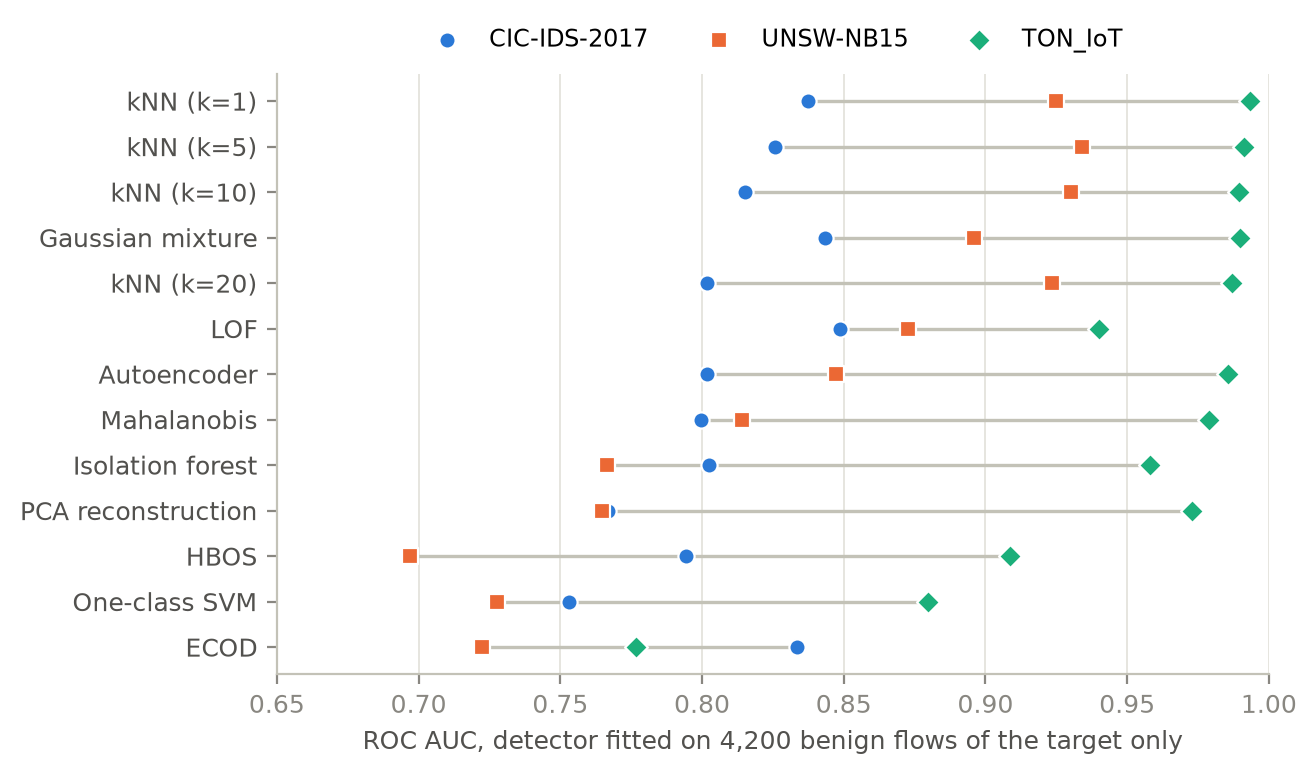 CIC-IDS-2017 UNSW-NB15 TON_IoT
kNN (k=1)
kNN (k=5)
kNN (k=10)
Gaussian mixture
kNN (k=20)
LOF
Autoencoder
Mahalanobis
Isolation forest
PCA reconstruction
HBOS
One-class SVM
ECOD
0.65 0.70 0.75 0.80 0.85 0.90 0.95 1.00
ROC AUC, detector fitted on 4,200 benign flows of the target only